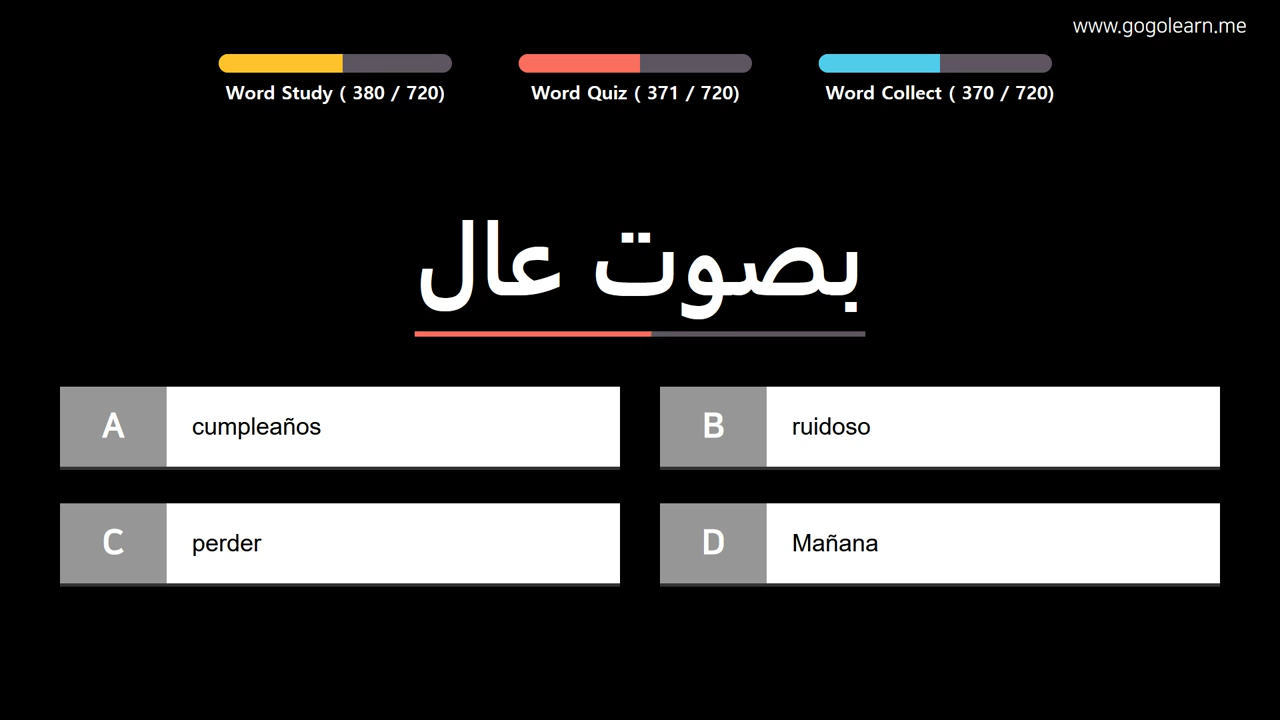 www.gogolearn.me
Word Study ( 380 / 720)
Word Quiz ( 371 / 720)
Word Collect ( 370 / 720)
بصوت عال
A cumpleaños
B ruidoso
C perder
D Mañana